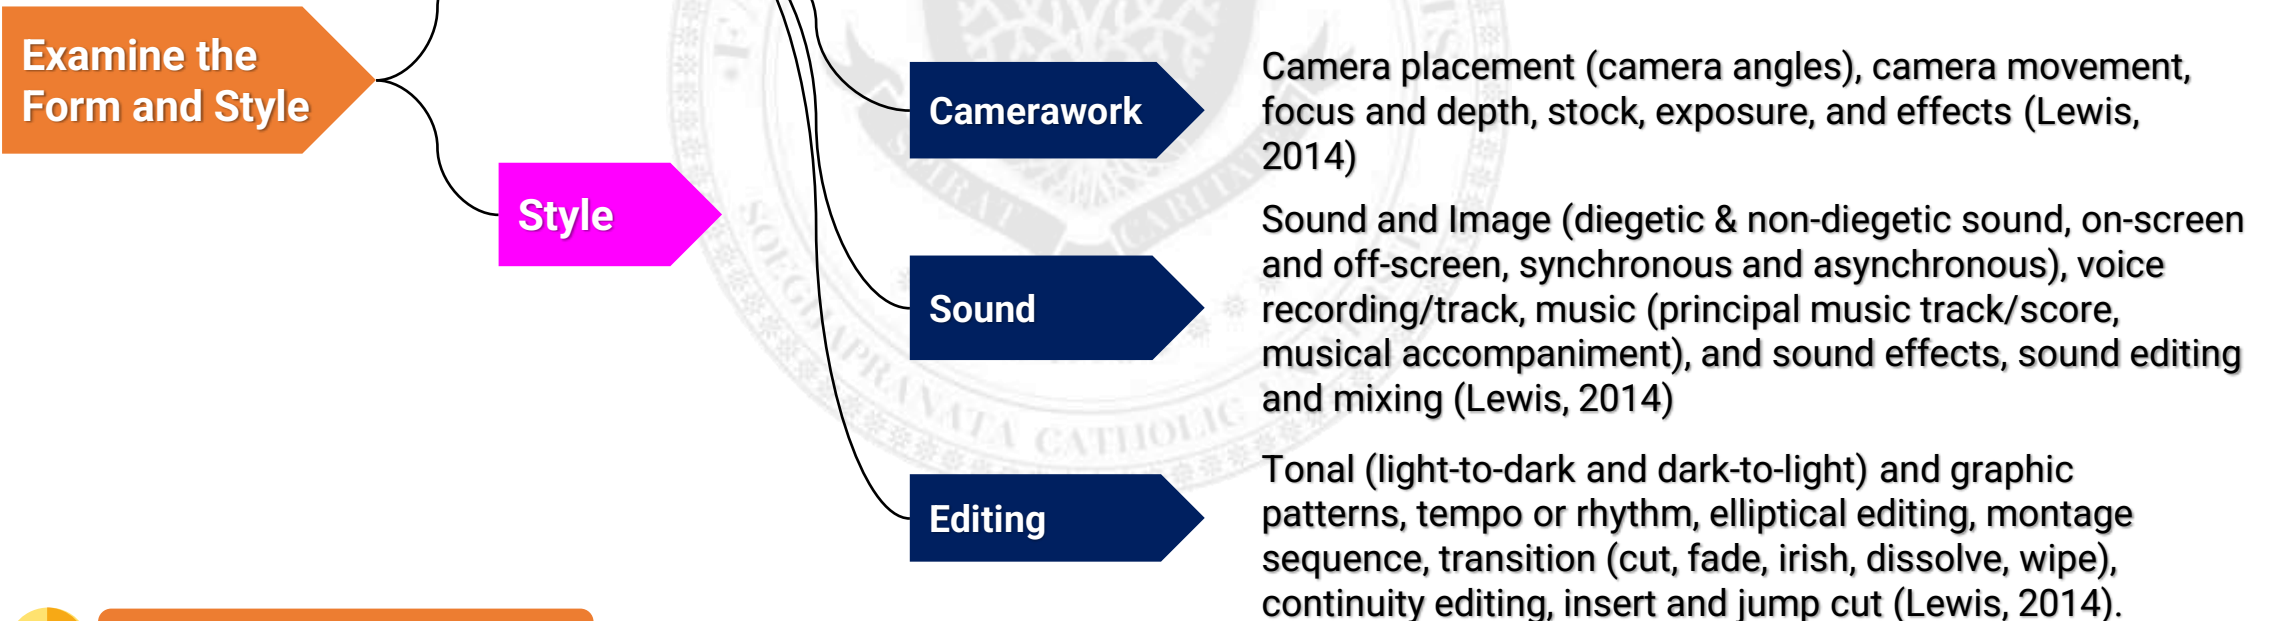 Examine the
Form and Style
Style
Camerawork
Camera placement (camera angles), camera movement,
focus and depth, stock, exposure, and effects (Lewis,
2014)
Sound
Sound and Image (diegetic & non-diegetic sound, on-screen
and off-screen, synchronous and asynchronous), voice
recording/track, music (principal music track/score,
musical accompaniment), and sound effects, sound editing
and mixing (Lewis, 2014)
Editing
Tonal (light-to-dark and dark-to-light) and graphic
patterns, tempo or rhythm, elliptical editing, montage
sequence, transition (cut, fade, irish, dissolve, wipe),
continuity editing, insert and jump cut (Lewis, 2014).
SOEGIJAPRANATA CATHOLIC